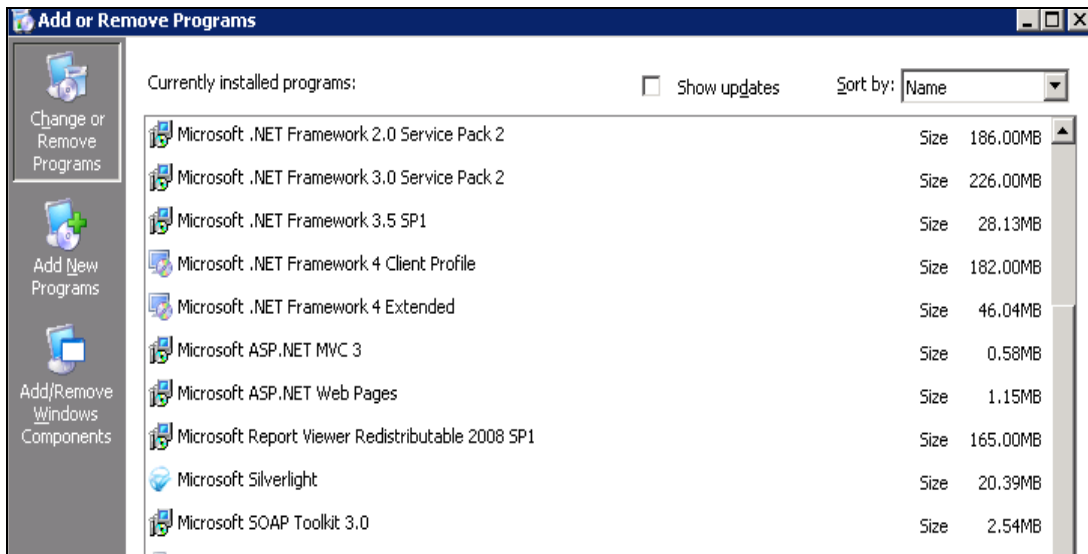 Add or Remove Programs
Currently installed programs:
Show updates
Sort by: Name
Change or
Remove
Programs
Add New
Programs
Add/Remove
Windows
Components
Microsoft .NET Framework 2.0 Service Pack 2 Size 186.00MB
Microsoft .NET Framework 3.0 Service Pack 2 Size 226.00MB
Microsoft .NET Framework 3.5 SP1 Size 28.13MB
Microsoft .NET Framework 4 Client Profile Size 182.00MB
Microsoft .NET Framework 4 Extended Size 46.04MB
Microsoft ASP.NET MVC 3 Size 0.58MB
Microsoft ASP.NET Web Pages Size 1.15MB
Microsoft Report Viewer Redistributable 2008 SP1 Size 165.00MB
Microsoft Silverlight Size 20.39MB
Microsoft SOAP Toolkit 3.0 Size 2.54MB